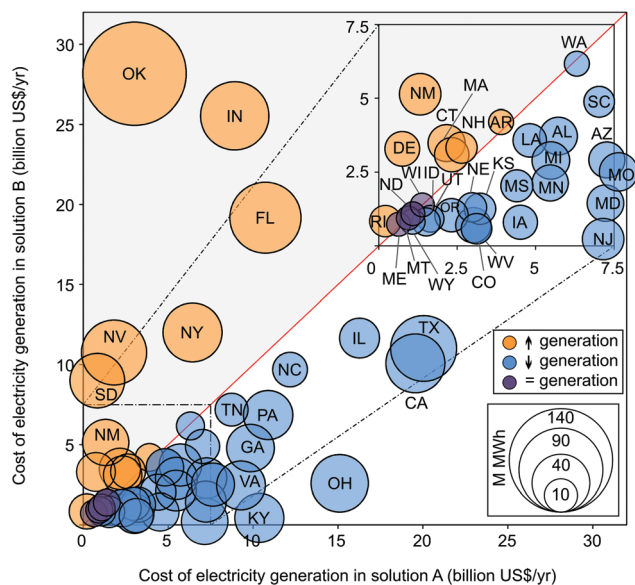 30
25
20
15
10
5
0
5
10
15
20
25
30
Cost of electricity generation in solution B (billion US$/yr)
Cost of electricity generation in solution A (billion US$/yr)
OK
IN
FL
NV
NY
SD
NM
IL
TX
CA
NC
TN
PA
GA
VA
OH
KY
7.5
5
2.5
0
2.5
5
7.5
WA
MA
NM
SC
CT
NH
AR
LA
AL
AZ
DE
MI
MO
WI
ID
UT
NE
KS
ND
MS
MN
RI
OR
IA
MD
NJ
ME
MT
WY
CO
WV
↑ generation
↓ generation
= generation
M MWh
140
90
40
10